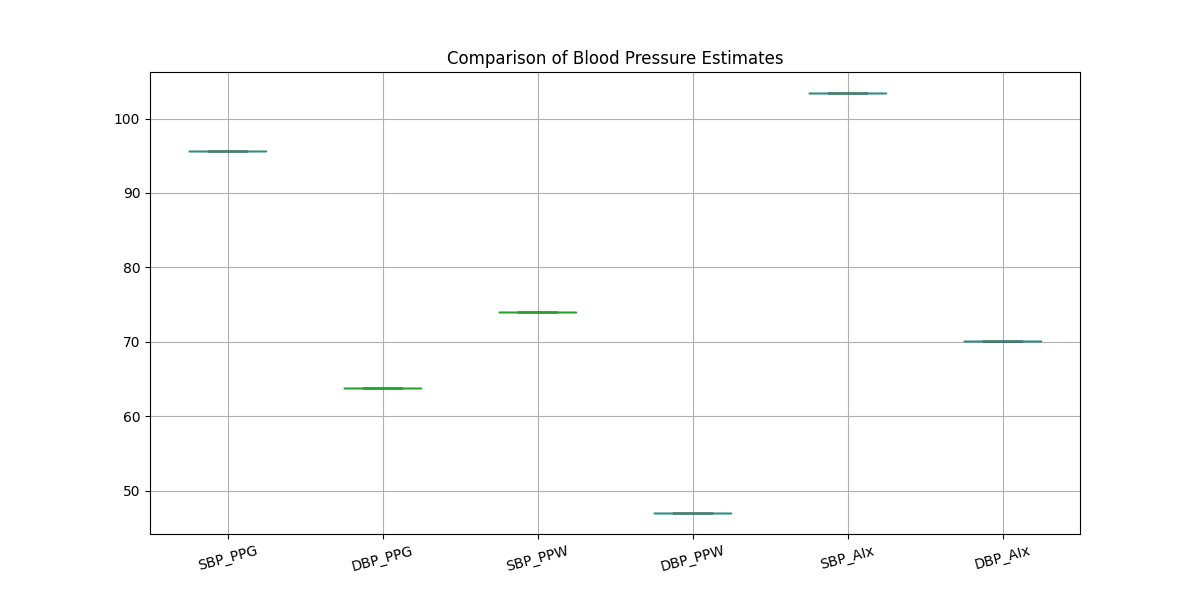 Comparison of Blood Pressure Estimates
100
90
80
70
60
50
SBP_PPG
DBP_PPG
SBP_PPW
DBP_PPW
SBP_AIx
DBP_AIx